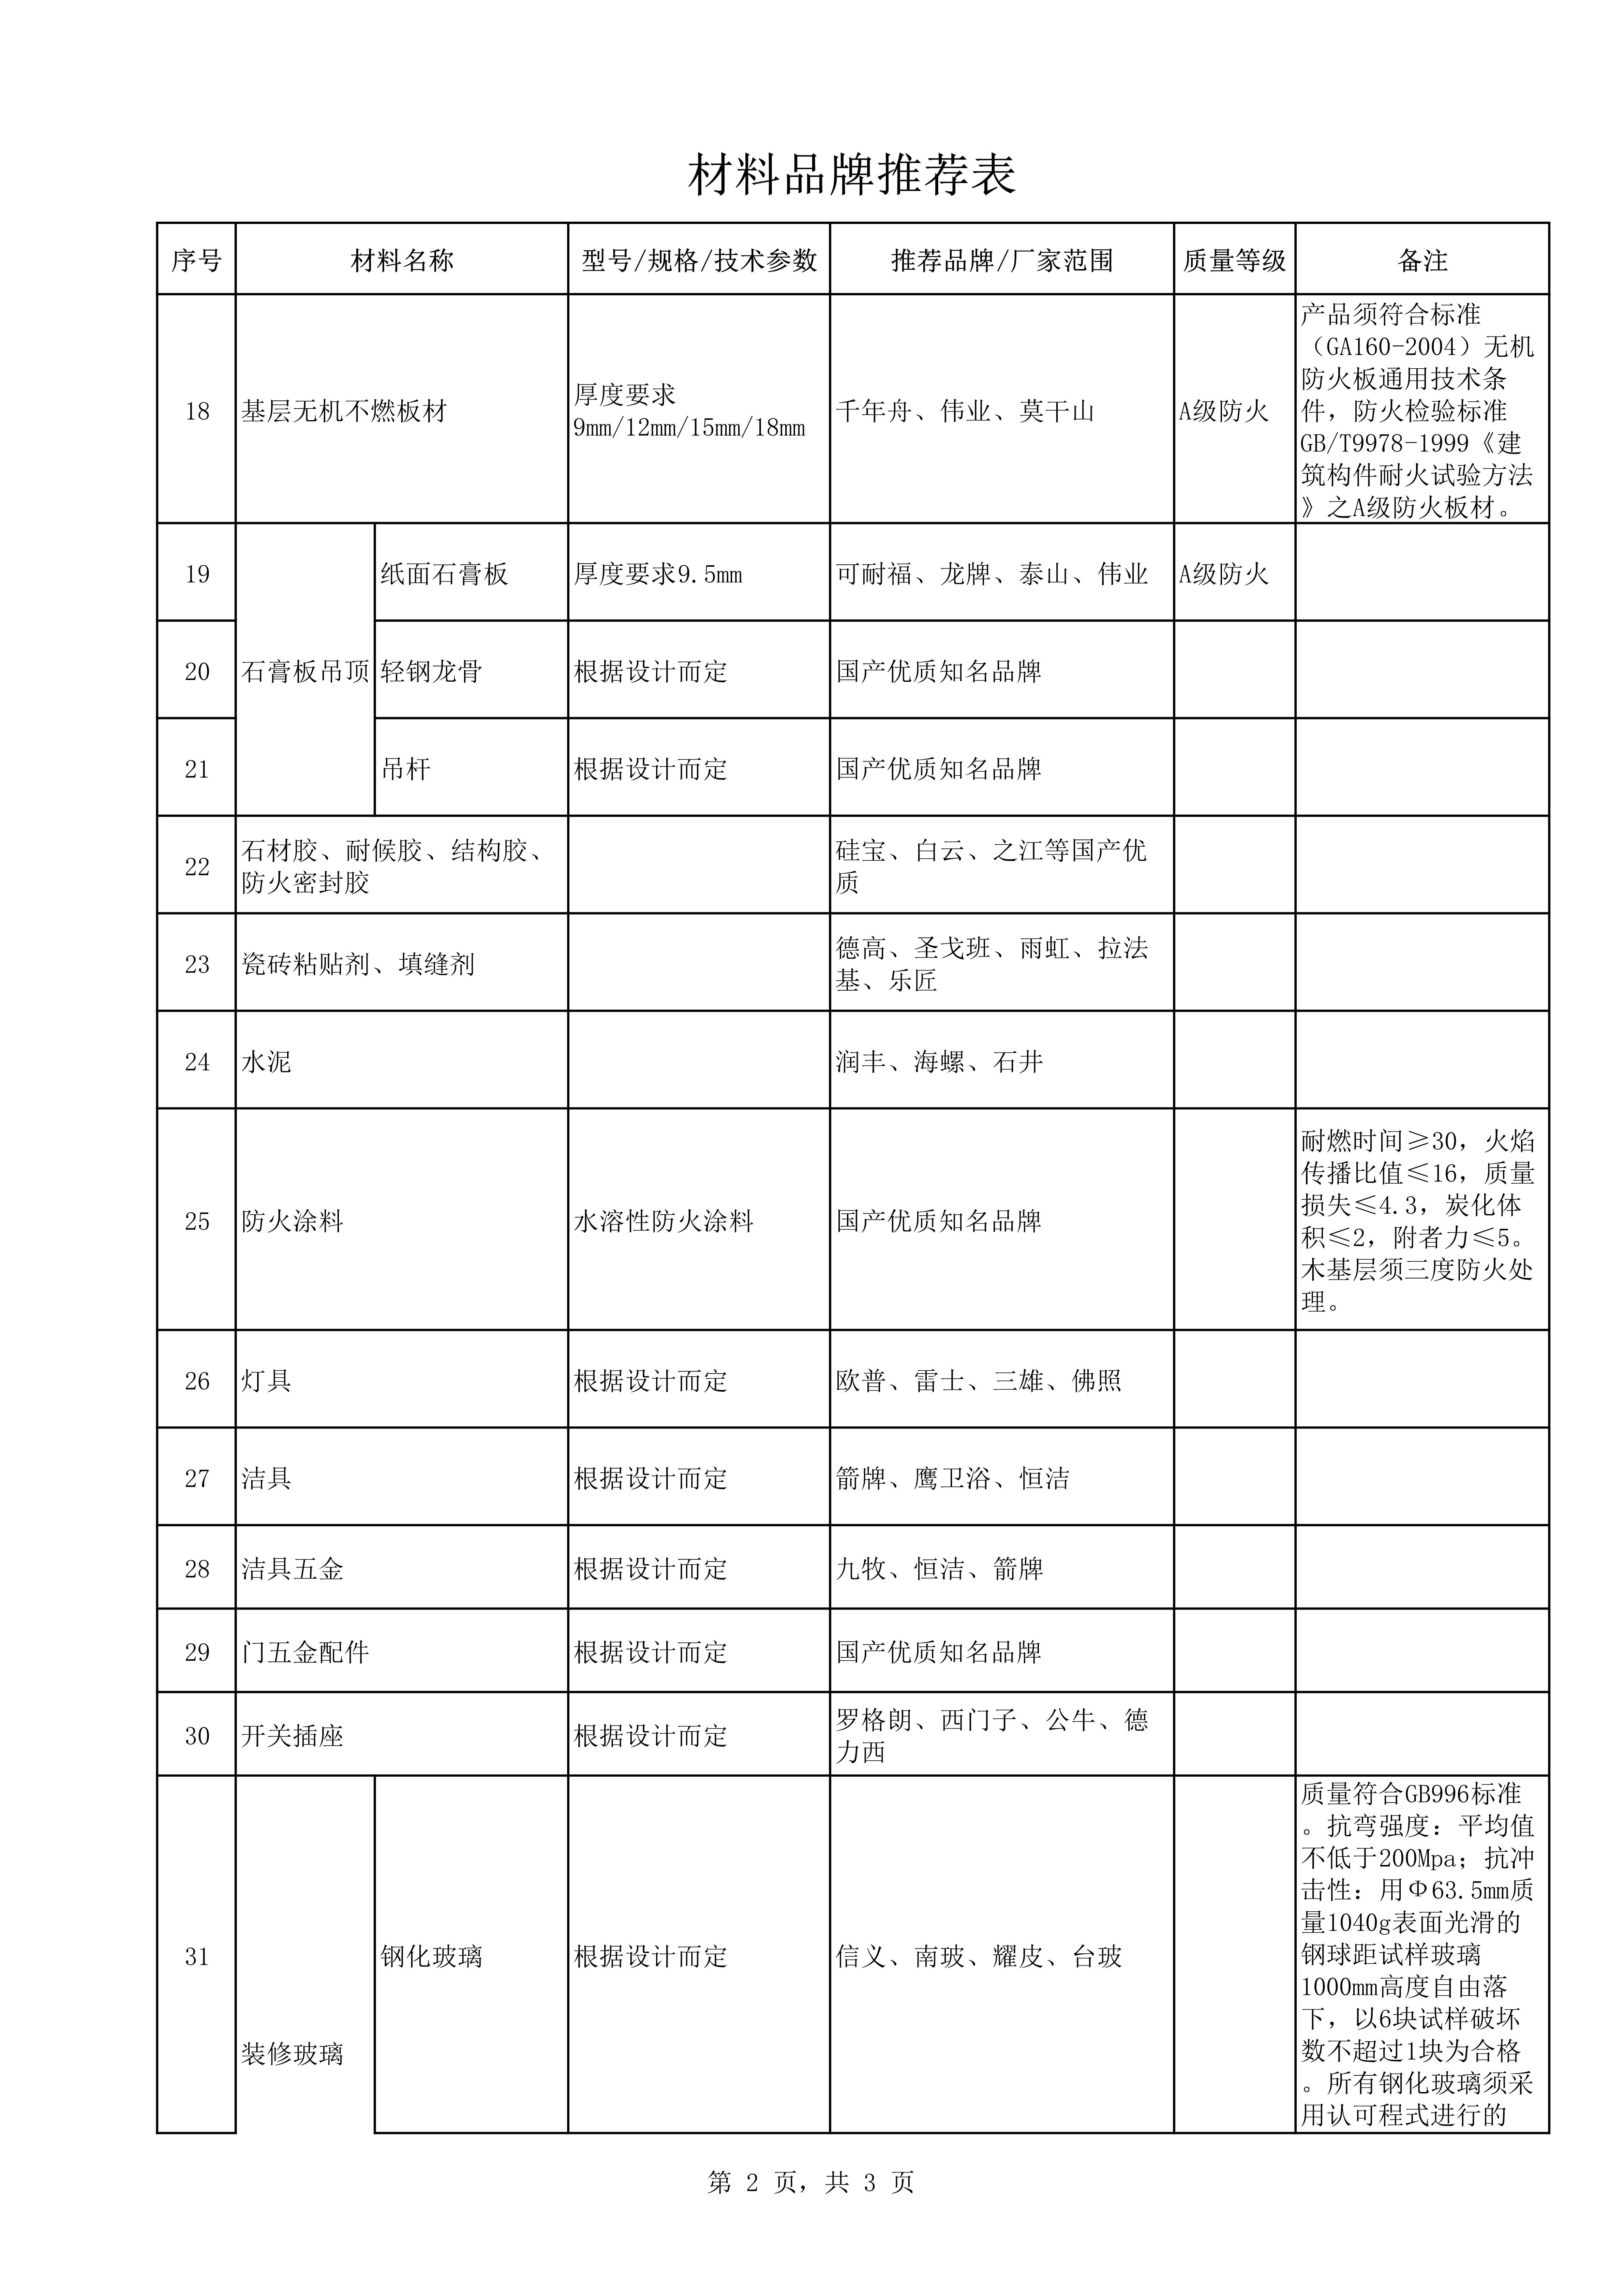 材料品牌推荐表
序号 材料名称 型号/规格/技术参数 推荐品牌/厂家范围 质量等级 备注
18 基层无机不燃板材 厚度要求
9mm/12mm/15mm/18mm 千年舟、伟业、莫干山 A级防火 产品须符合标准
（GA160-2004）无机
防火板通用技术条
件，防火检验标准
GB/T9978-1999《建
筑构件耐火试验方法
》之A级防火板材。
石膏板吊顶
19 纸面石膏板 厚度要求9.5mm 可耐福、龙牌、泰山、伟业 A级防火
20 轻钢龙骨 根据设计而定 国产优质知名品牌
21 吊杆 根据设计而定 国产优质知名品牌
22 石材胶、耐候胶、结构胶、
防火密封胶 硅宝、白云、之江等国产优
质
23 瓷砖粘贴剂、填缝剂 德高、圣戈班、雨虹、拉法
基、乐匠
24 水泥 润丰、海螺、石井
25 防火涂料 水溶性防火涂料 国产优质知名品牌 耐燃时间≥30，火焰
传播比值≤16，质量
损失≤4.3，炭化体
积≤2，附者力≤5。
木基层须三度防火处
理。
26 灯具 根据设计而定 欧普、雷士、三雄、佛照
27 洁具 根据设计而定 箭牌、鹰卫浴、恒洁
28 洁具五金 根据设计而定 九牧、恒洁、箭牌
29 门五金配件 根据设计而定 国产优质知名品牌
30 开关插座 根据设计而定 罗格朗、西门子、公牛、德
力西
31 装修玻璃 钢化玻璃 根据设计而定 信义、南玻、耀皮、台玻 质量符合GB996标准
。抗弯强度：平均值
不低于200Mpa；抗冲
击性：用Φ63.5mm质
量1040g表面光滑的
钢球距试样玻璃
1000mm高度自由落
下，以6块试样破坏
数不超过1块为合格
。所有钢化玻璃须采
用认可程式进行的
第 2 页，共 3 页